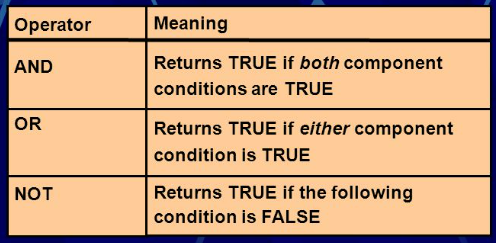 Operator Meaning
AND Returns TRUE if both component
conditions are TRUE
OR Returns TRUE if either component
condition is TRUE
NOT Returns TRUE if the following
condition is FALSE